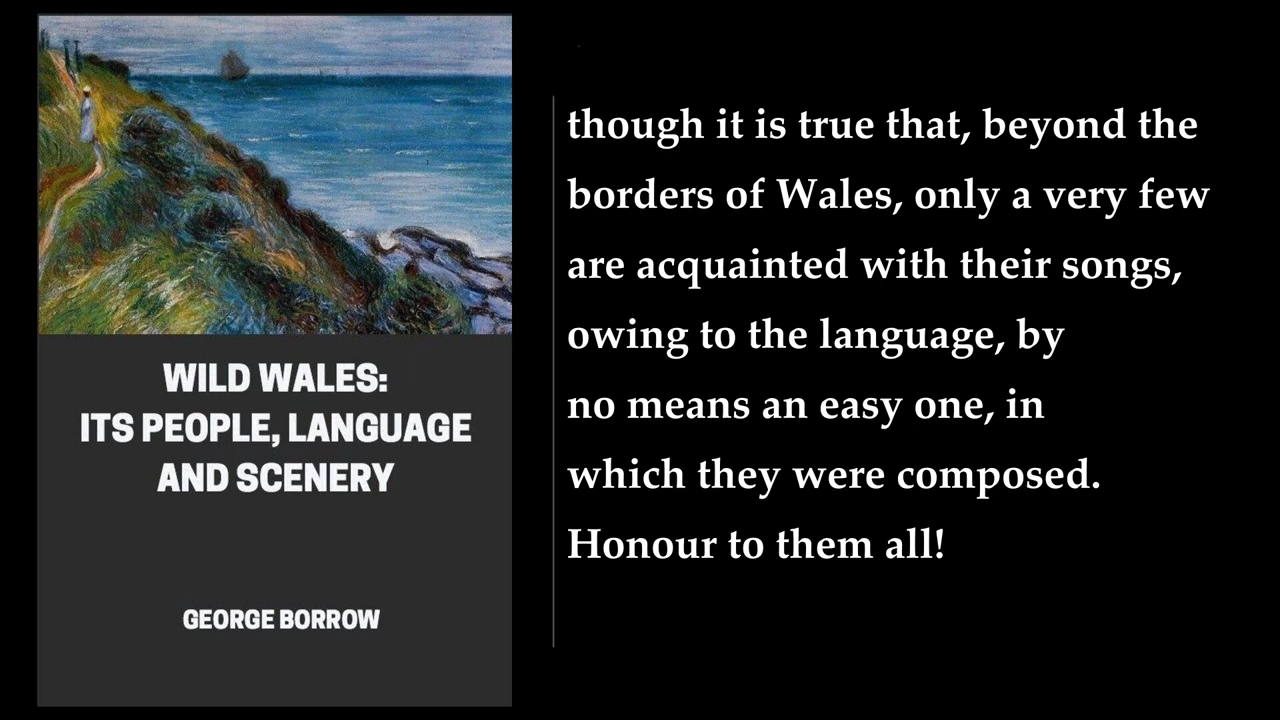 WILD WALES:
ITS PEOPLE, LANGUAGE
AND SCENERY
GEORGE BORROW
though it is true that, beyond the
borders of Wales, only a very few
are acquainted with their songs,
owing to the language, by
no means an easy one, in
which they were composed.
Honour to them all!